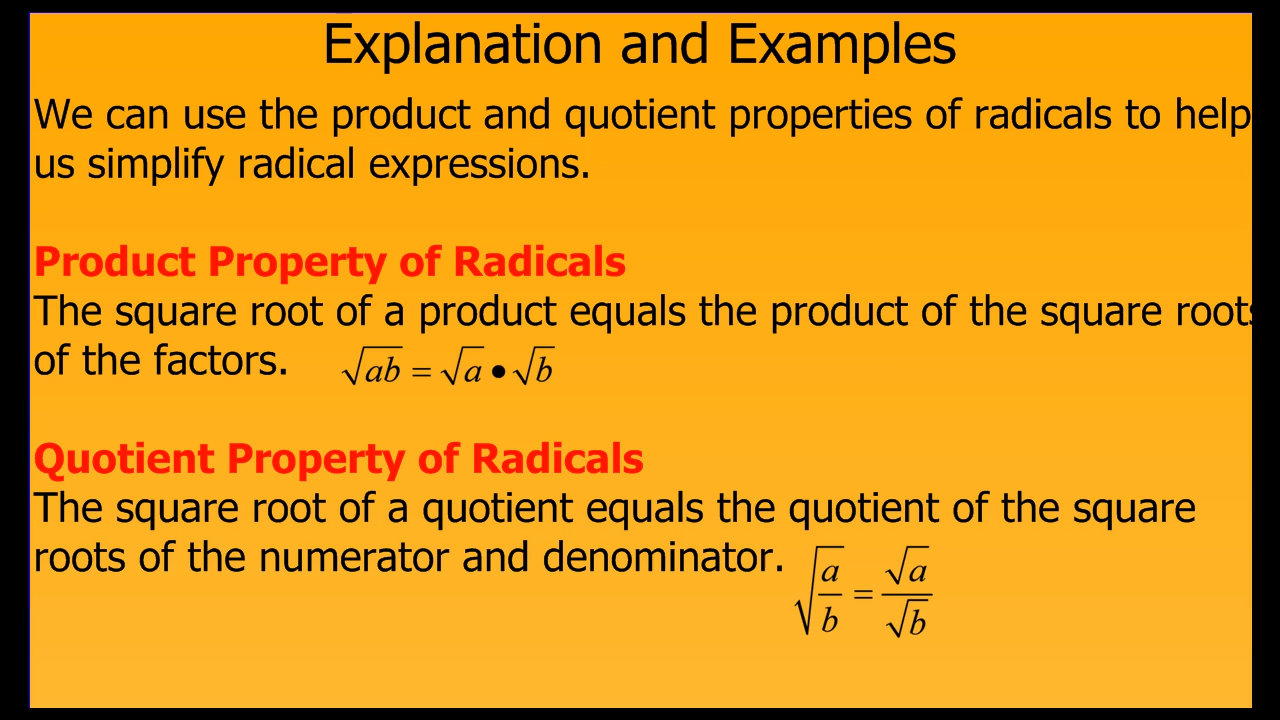 Explanation and Examples
We can use the product and quotient properties of radicals to help
us simplify radical expressions.
Product Property of Radicals
The square root of a product equals the product of the square roots
of the factors. √ab = √a • √b
Quotient Property of Radicals
The square root of a quotient equals the quotient of the square
roots of the numerator and denominator. √(a/b) = √a/√b